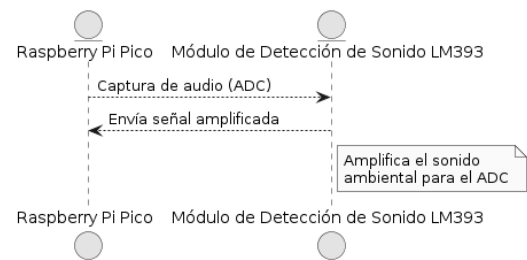 Raspberry Pi Pico
Módulo de Detección de Sonido LM393
Captura de audio (ADC)
Envía señal amplificada
Amplifica el sonido
ambiental para el ADC
Raspberry Pi Pico
Módulo de Detección de Sonido LM393